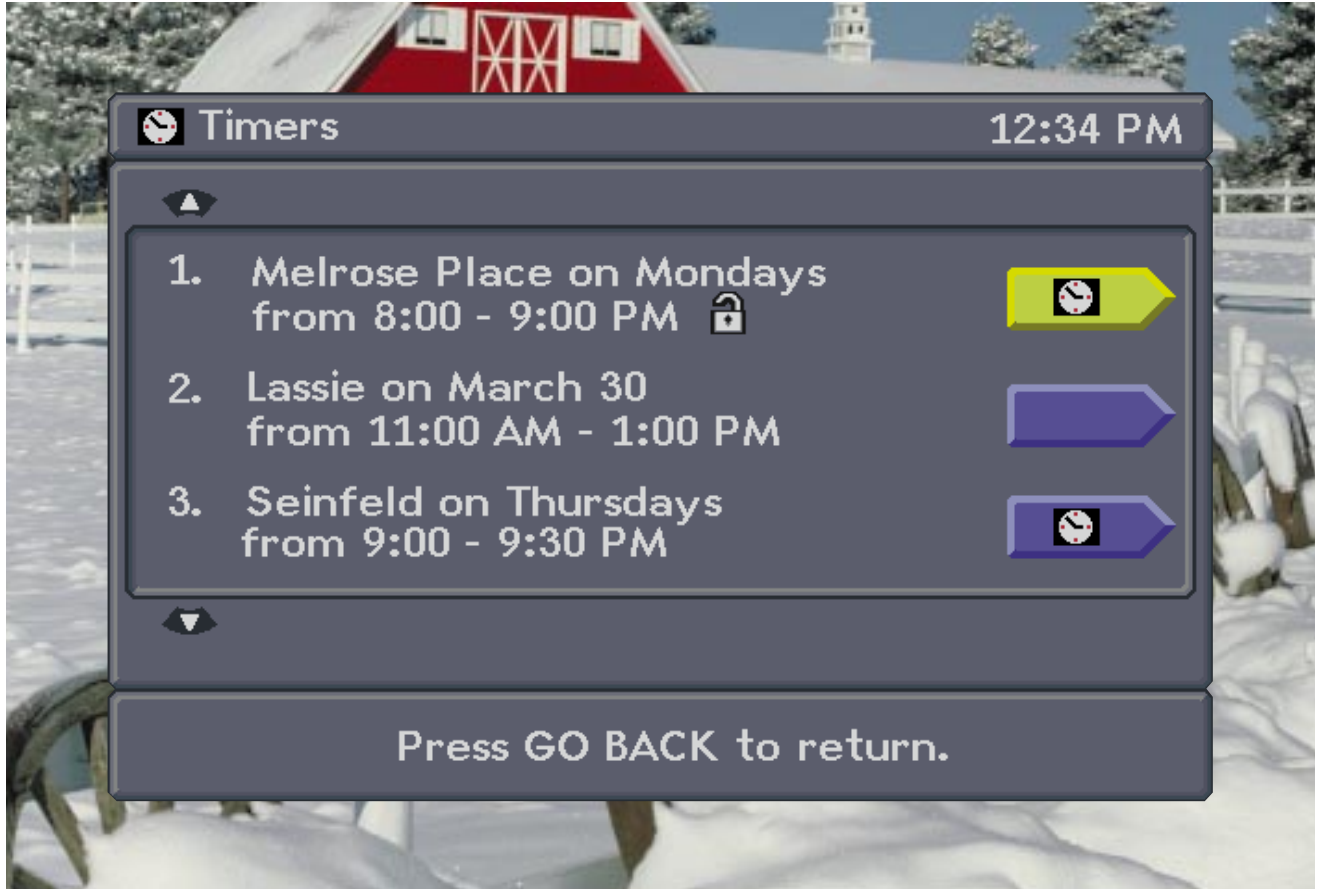 Timers
12:34 PM
1. Melrose Place on Mondays
from 8:00 - 9:00 PM
2. Lassie on March 30
from 11:00 AM - 1:00 PM
3. Seinfeld on Thursdays
from 9:00 - 9:30 PM
Press GO BACK to return.